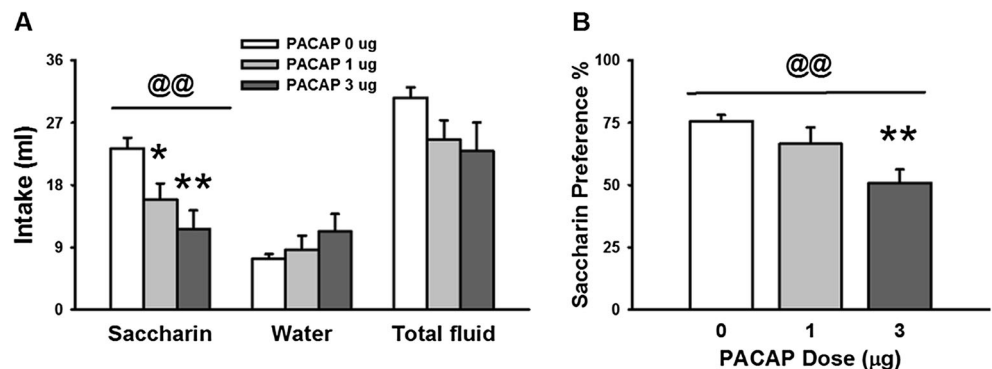 A
PACAP 0 ug
PACAP 1 ug
PACAP 3 ug
@@
*
**
Intake (ml)
36
27
18
9
0
Saccharin Water Total fluid
B
@@
**
Saccharin Preference %
100
75
50
25
0
0 1 3
PACAP Dose (µg)